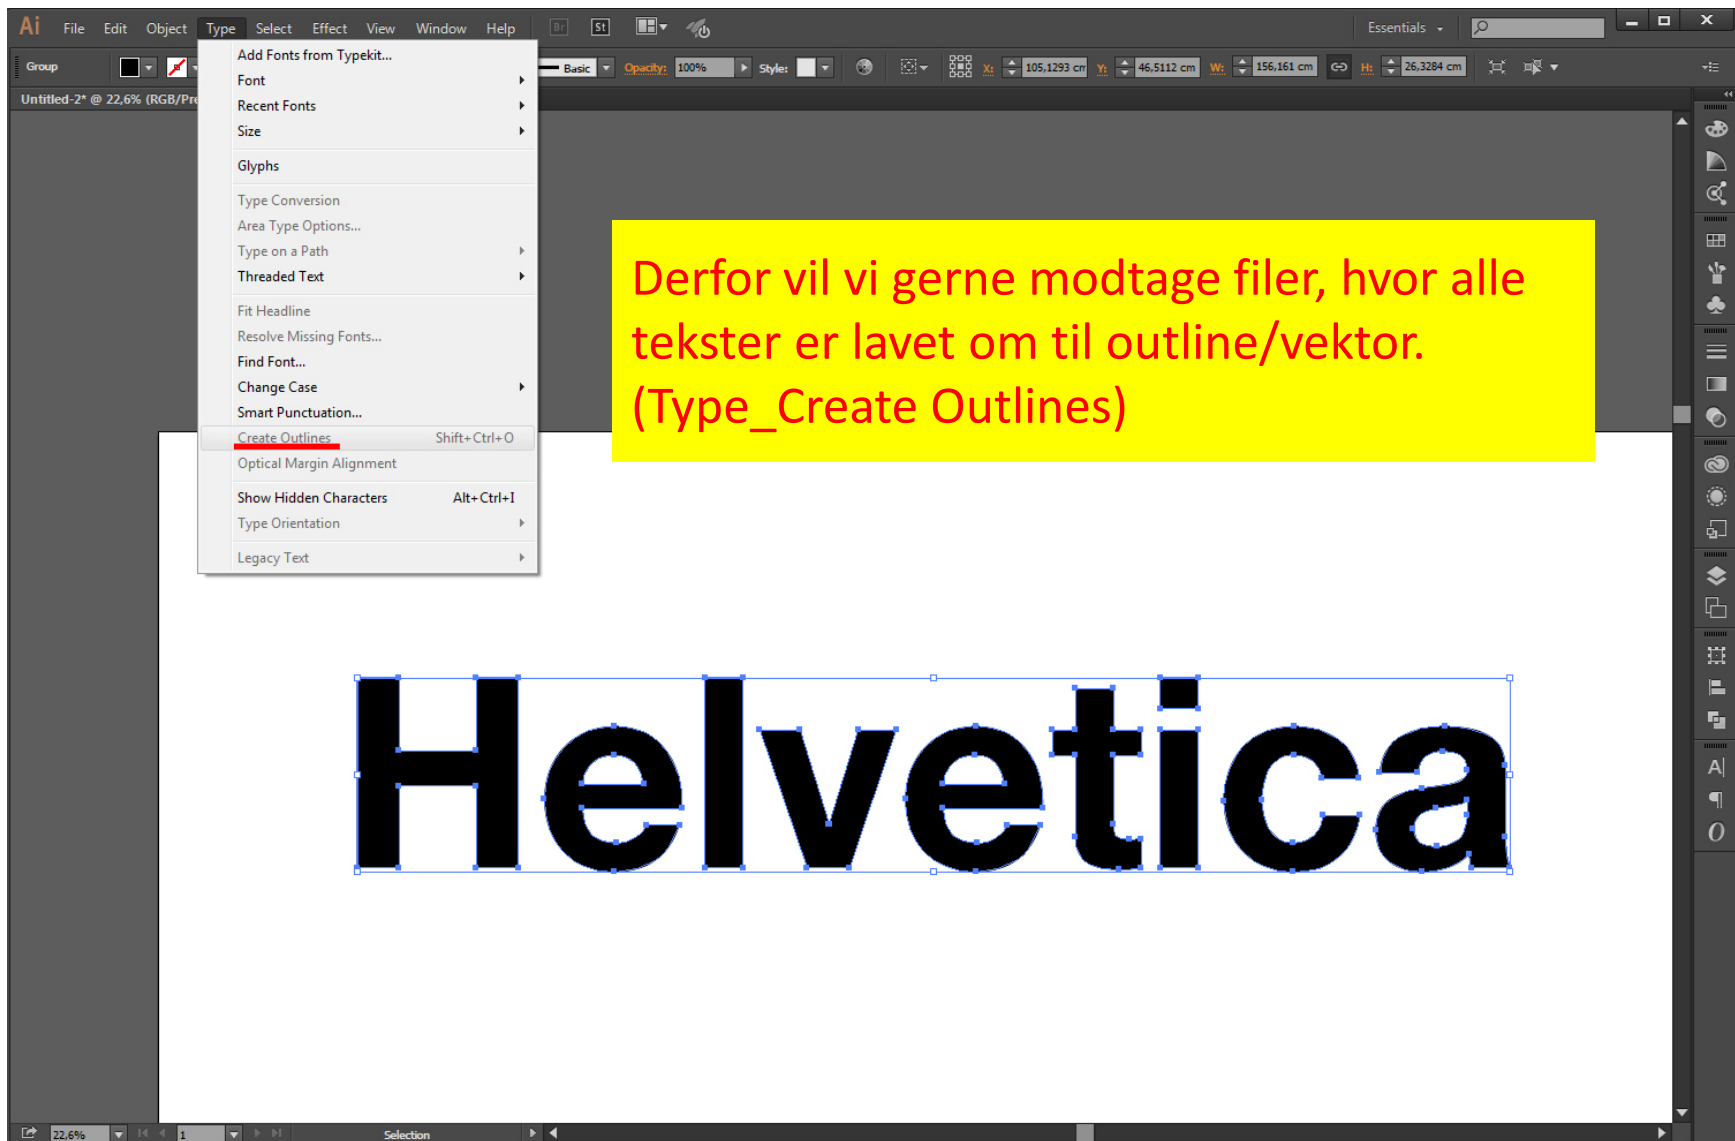 Ai File Edit Object Type Select Effect View Window Help Br St Essentials
Group Basic Opacity: 100% Style: X: 105,1293 cm Y: 46,5112 cm W: 156,161 cm H: 26,3284 cm
Untitled-2* @ 22,6% (RGB/Pre
Add Fonts from Typekit...
Font
Recent Fonts
Size
Glyphs
Type Conversion
Area Type Options...
Type on a Path
Threaded Text
Fit Headline
Resolve Missing Fonts...
Find Font...
Change Case
Smart Punctuation...
Create Outlines Shift+Ctrl+O
Optical Margin Alignment
Show Hidden Characters Alt+Ctrl+I
Type Orientation
Legacy Text
Derfor vil vi gerne modtage filer, hvor alle
tekster er lavet om til outline/vektor.
(Type_Create Outlines)
Helvetica
22,6% 1 Selection